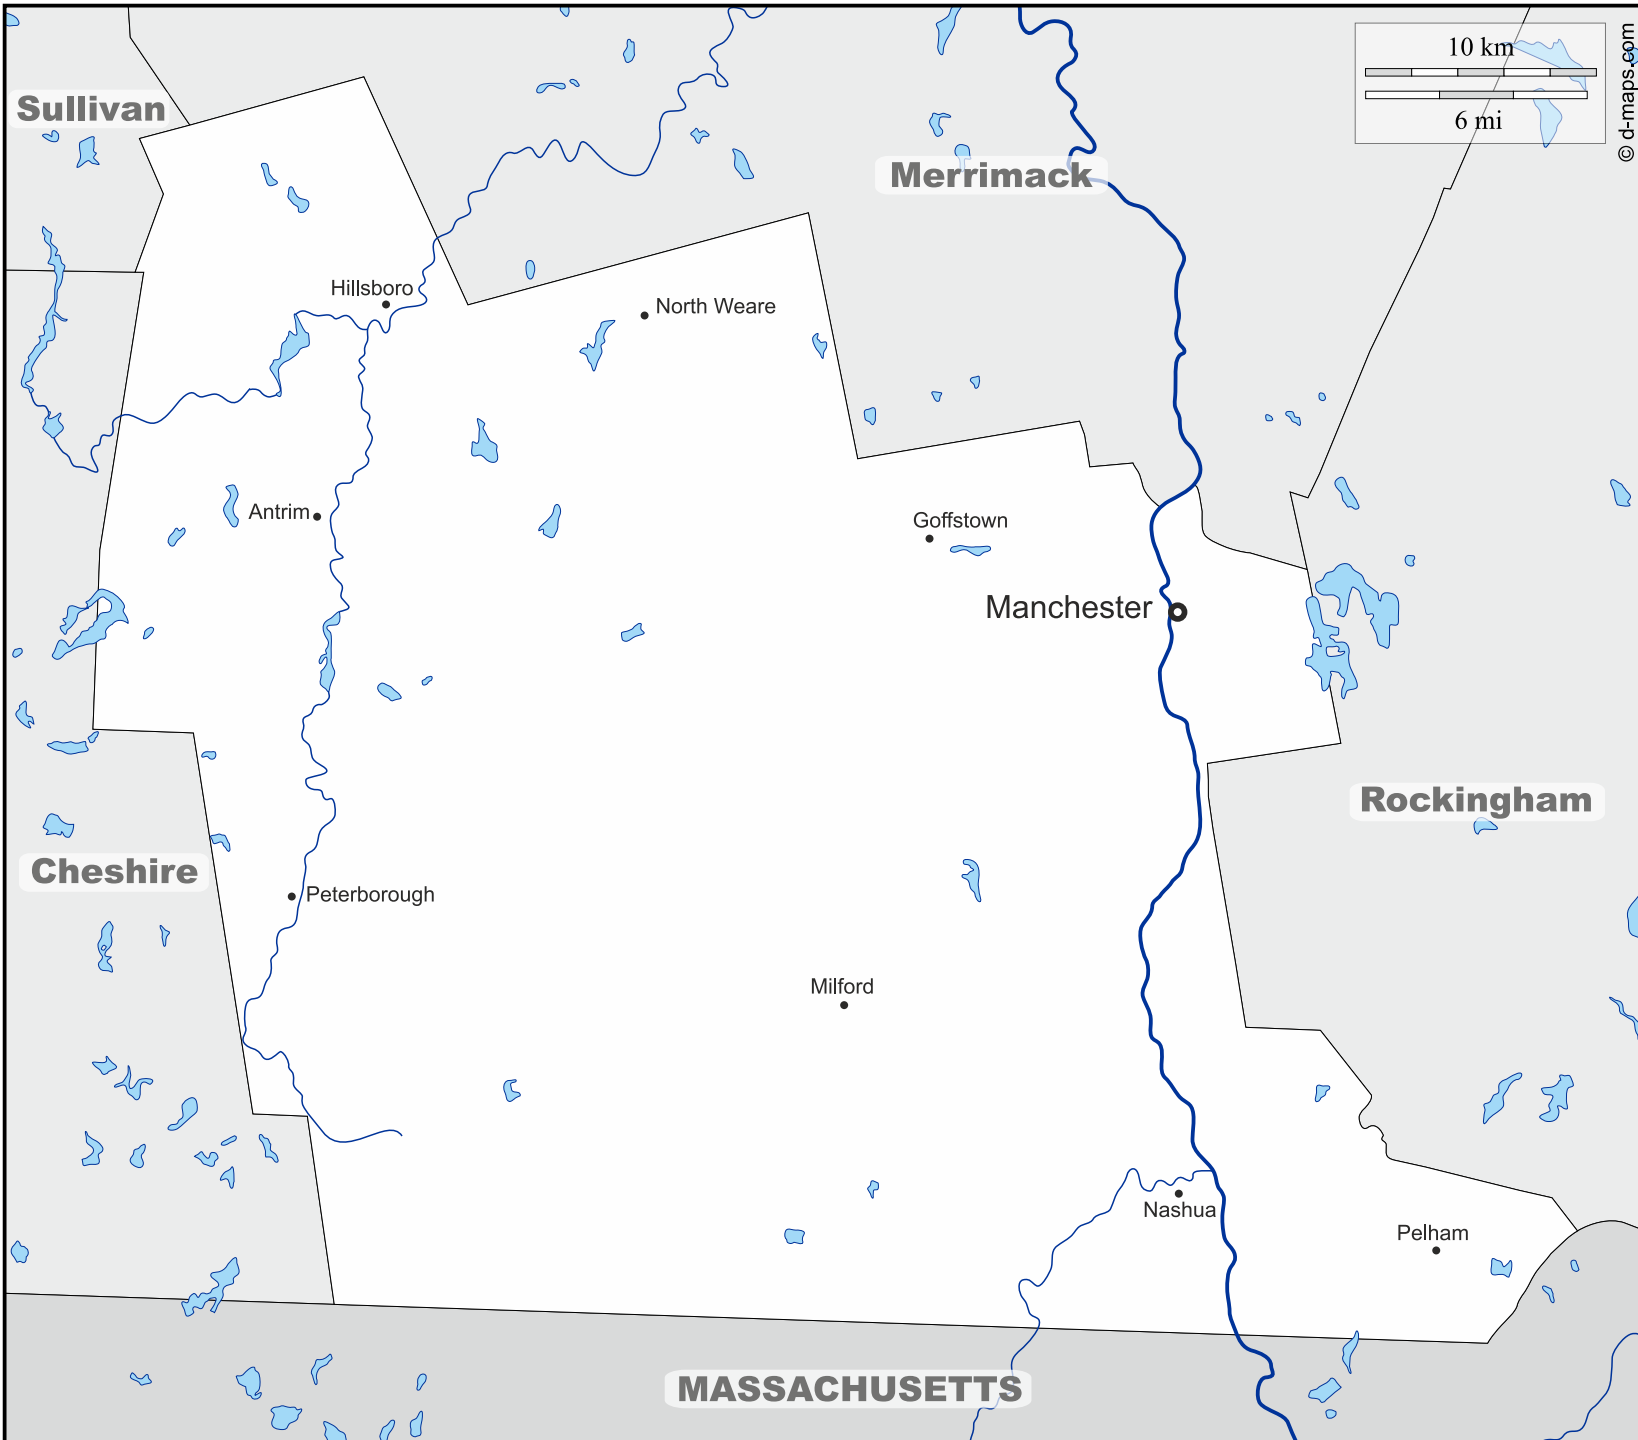 10 km
6 mi
© d-maps.com
Sullivan
Merrimack
Hillsboro
North Weare
Antrim
Goffstown
Manchester
Rockingham
Cheshire
Peterborough
Milford
Nashua
Pelham
MASSACHUSETTS